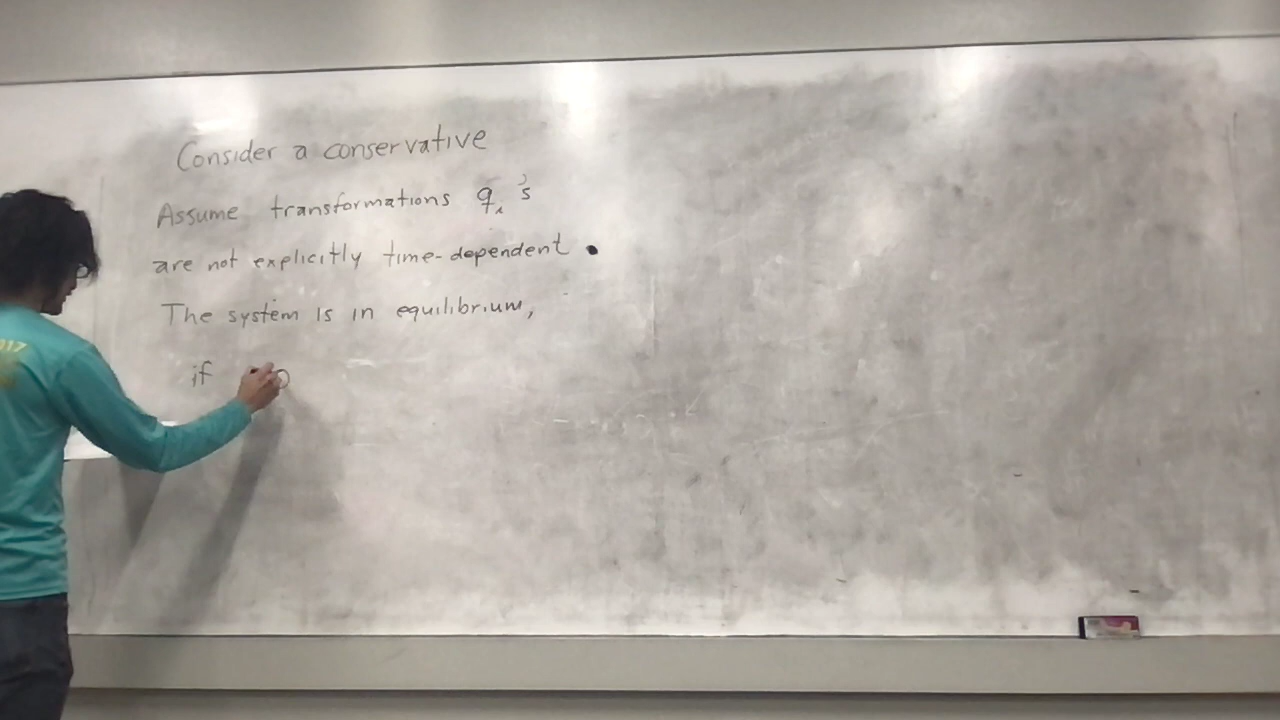 Consider a conservative
Assume transformations qᵢ's
are not explicitly time-dependent.
The system is in equilibrium,
if